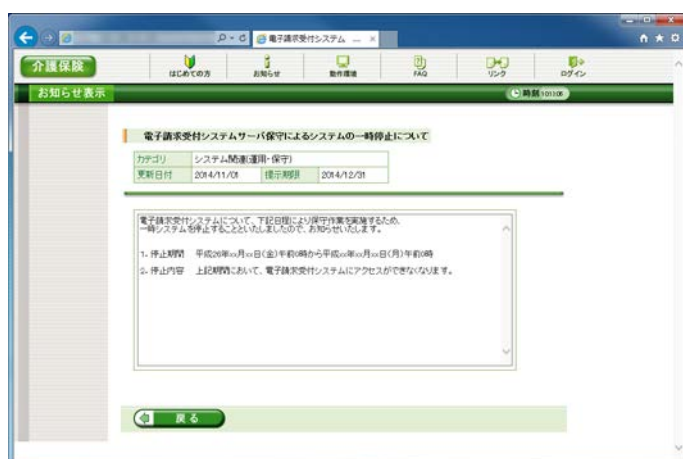 電子請求受付システム ...
介護保険
はじめての方
お知らせ
動作環境
FAQ
リンク
ログイン
お知らせ表示
時刻
電子請求受付システムサーバ保守によるシステムの一時停止について
カテゴリ システム関連(運用・保守)
更新日付 2014/11/01 掲示期限 2014/12/31
電子請求受付システムについて、下記日程により保守作業を実施するため、
一時システムを停止することといたしましたので、お知らせいたします。
1. 停止期間 平成26年xx月xx日(金)午前0時から平成xx年xx月xx日(月)午前0時
2. 停止内容 上記期間において、電子請求受付システムにアクセスができなくなります。
戻る